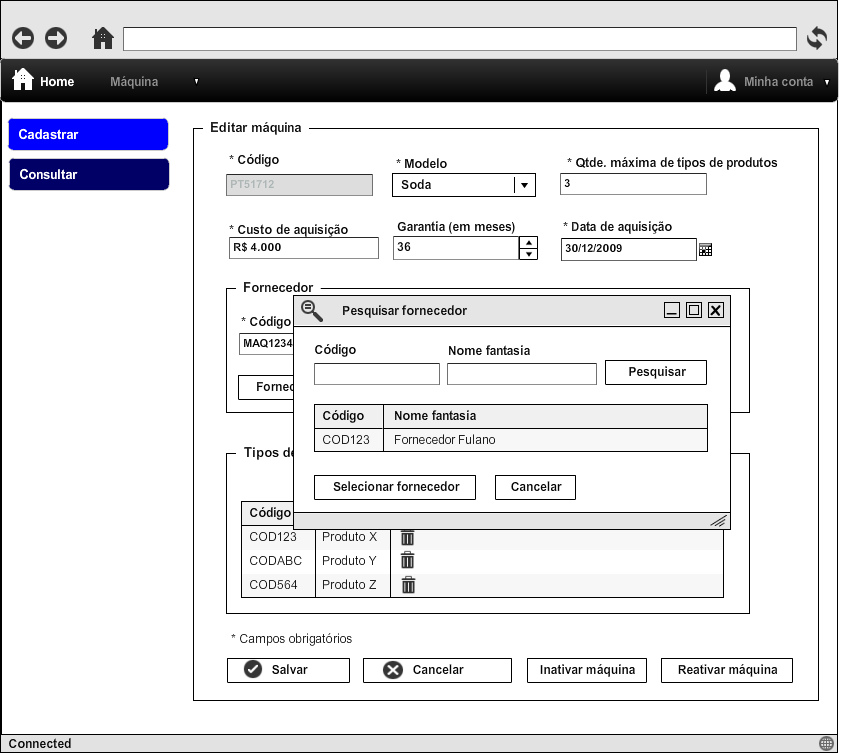 Home Máquina Minha conta
Cadastrar
Consultar
Editar máquina
* Código * Modelo * Qtde. máxima de tipos de produtos
PT51712 Soda 3
* Custo de aquisição Garantia (em meses) * Data de aquisição
R$ 4.000 36 30/12/2009
Fornecedor
* Código
MAQ1234
Pesquisar fornecedor
Código Nome fantasia
Pesquisar
Código Nome fantasia
COD123 Fornecedor Fulano
Selecionar fornecedor Cancelar
Tipos de
Código
COD123 Produto X
CODABC Produto Y
COD564 Produto Z
* Campos obrigatórios
Salvar Cancelar Inativar máquina Reativar máquina
Connected